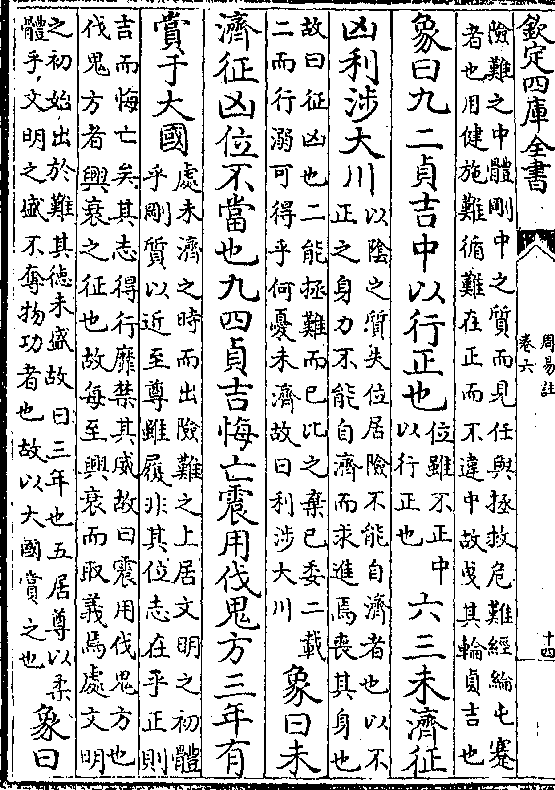 欽定四庫全書
周易註
卷六
十四
險難之中體剛中之質而見任與拯救危難經綸屯蹇
者也用健施難循難在正而不違中故曳其輪貞吉也
象曰九二貞吉中以行正也
位雖不正中
以行正也
六三未濟征
凶利涉大川
以陰之質失位居險不能自濟者也以不
正之身力不能自濟而求進焉喪其身也
故曰征凶也二能拯難而已比之棄已委二載
二而行溺可得乎何憂未濟故曰利涉大川
象曰未
濟征凶位不當也九四貞吉悔亡震用伐鬼方三年有
賞于大國
處未濟之時而出險難之上居文明之初體
乎剛質以近至尊雖履非其位志在乎正則
吉而悔亡矣其志得行靡禁其威故曰震用伐鬼方也
伐鬼方者興衰之征也故每至興衰而取義焉處文明
之初始出於難其德未盛故曰三年也五居尊以柔
體乎文明之盛不奪物功者也故以大國賞之也
象曰